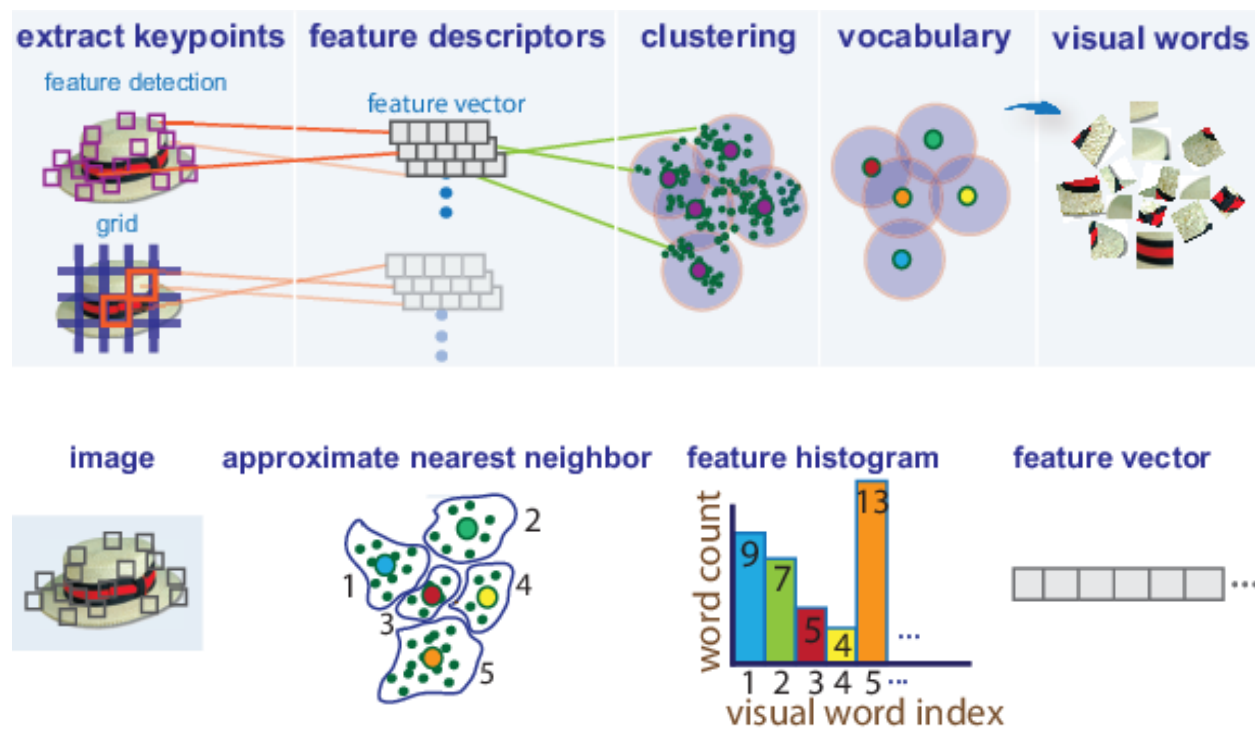 extract keypoints
feature descriptors
clustering
vocabulary
visual words
feature detection
feature vector
grid
image
approximate nearest neighbor
feature histogram
feature vector
1
2
3
4
5
word count
9
7
5
4
13
...
1 2 3 4 5 ...
visual word index
...